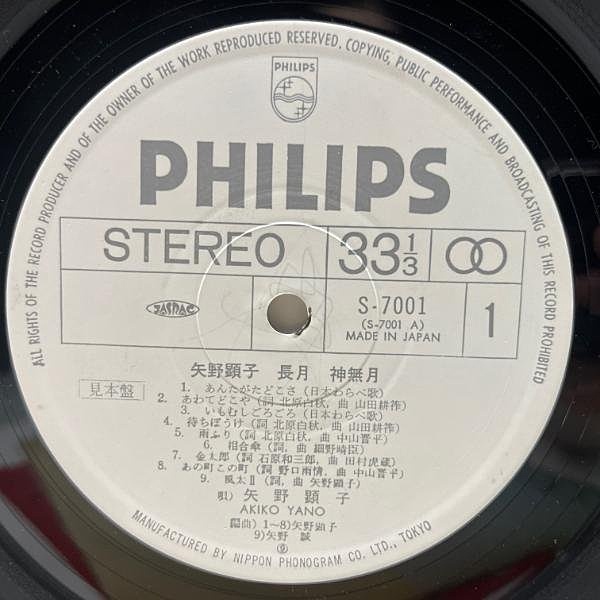 ALL RIGHTS OF THE RECORD PRODUCER AND OF THE OWNER OF THE WORK REPRODUCED RESERVED. COPYING, PUBLIC PERFORMANCE AND BROADCASTING OF THIS RECORD PROHIBITED
PHILIPS
PHILIPS
STEREO 33 1/3
JASRAC S-7001 1
(S-7001 A)
MADE IN JAPAN
矢野顕子 長月 神無月
見本盤
1. あんたがたどこさ(日本わらべ歌)
2. あわてどこや(詞 北原白秋, 曲 山田耕筰)
3. いもむしごろごろ(日本わらべ歌)
4. 待ちぼうけ(詞 北原白秋, 曲 山田耕筰)
5. 雨ふり(詞 北原白秋, 曲 中山晋平)
6. 相合傘(詞, 曲 細野晴臣)
7. 金太郎(詞 石原和三郎, 曲 田村虎蔵)
8. あの町この町(詞 野口雨情, 曲 中山晋平)
9. 風太II(詞, 曲 矢野顕子)
唄) 矢野顕子
AKIKO YANO
編曲) 1〜8)矢野顕子
9)矢野 誠
Ⓟ
MANUFACTURED BY NIPPON PHONOGRAM CO. LTD., TOKYO